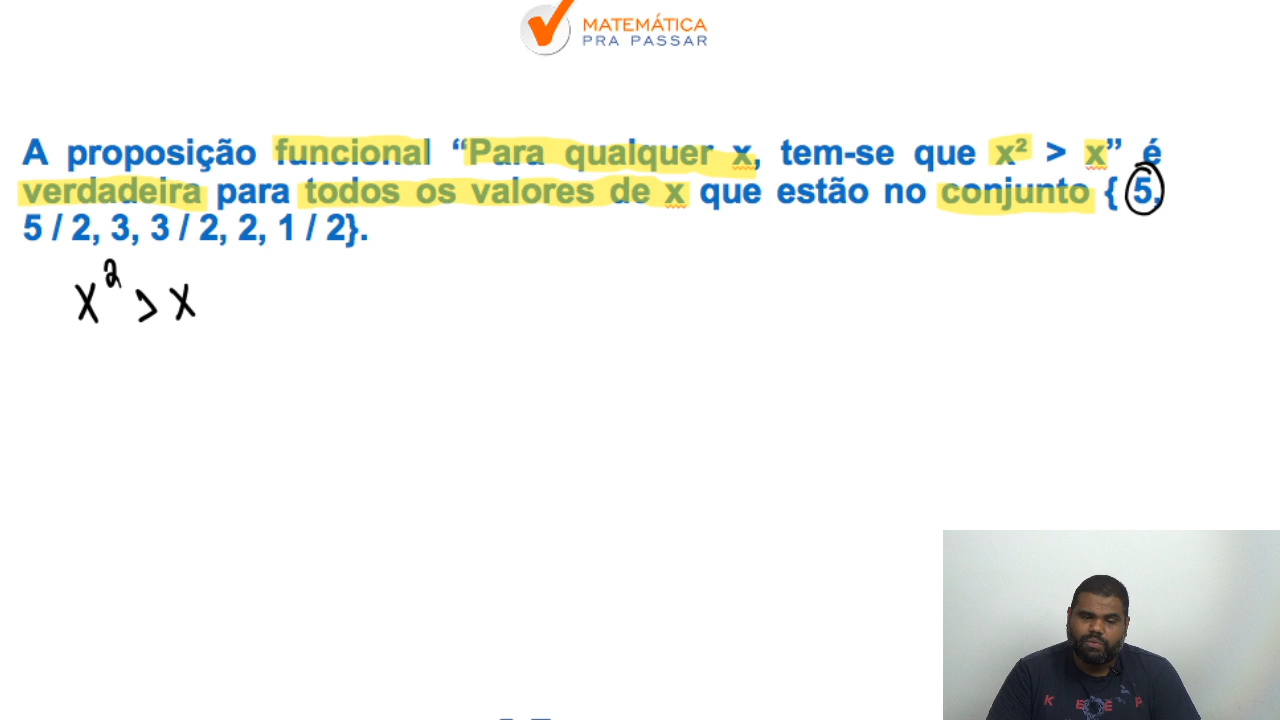 MATEMÁTICA
PRA PASSAR
A proposição funcional “Para qualquer x, tem-se que x² > x” é
verdadeira para todos os valores de x que estão no conjunto { 5,
5 / 2, 3, 3 / 2, 2, 1 / 2}.
x² > x